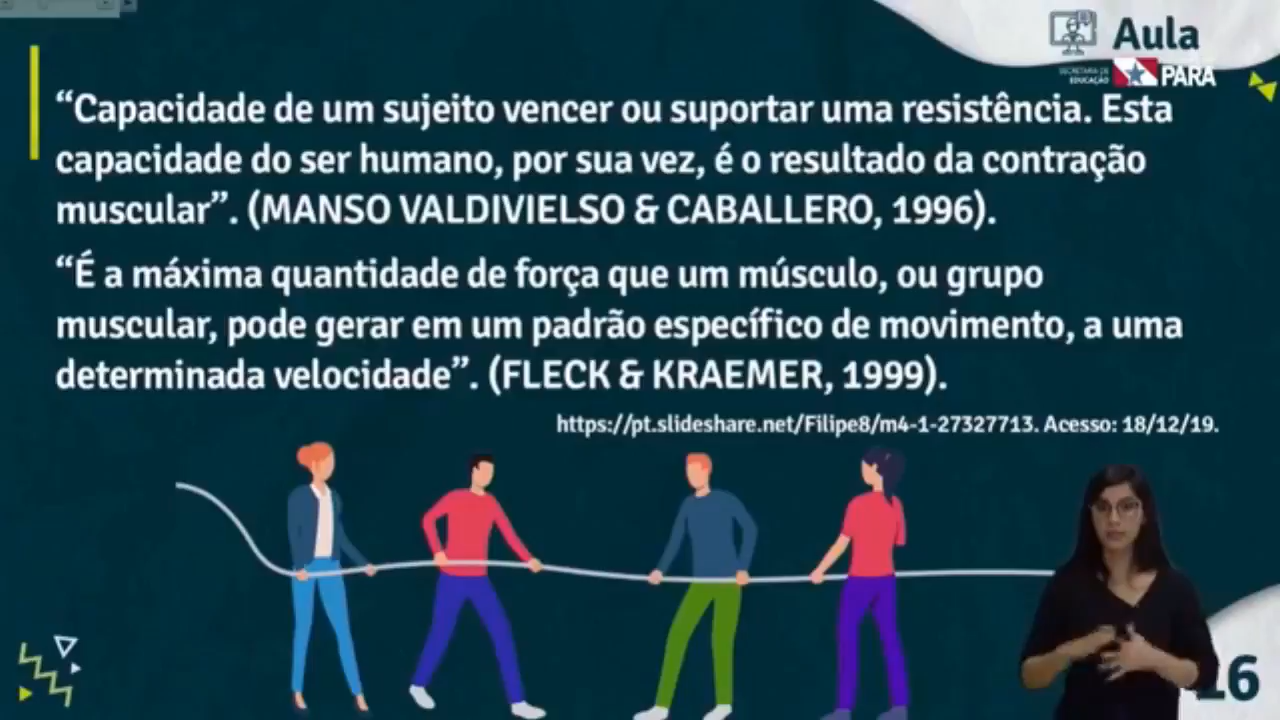 Aula
SECRETARIA DE
EDUCAÇÃO
PARÁ
“Capacidade de um sujeito vencer ou suportar uma resistência. Esta
capacidade do ser humano, por sua vez, é o resultado da contração
muscular”. (MANSO VALDIVIELSO & CABALLERO, 1996).
“É a máxima quantidade de força que um músculo, ou grupo
muscular, pode gerar em um padrão específico de movimento, a uma
determinada velocidade”. (FLECK & KRAEMER, 1999).
https://pt.slideshare.net/Filipe8/m4-1-27327713. Acesso: 18/12/19.
16